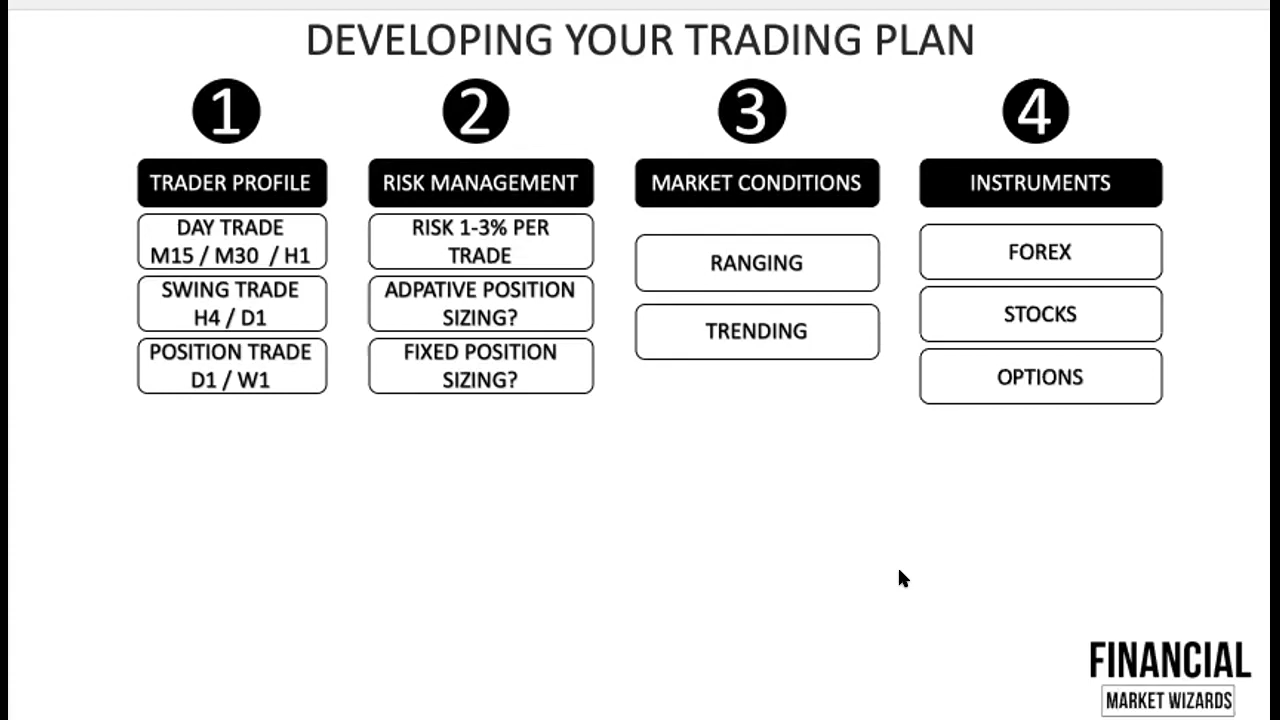 DEVELOPING YOUR TRADING PLAN
1
2
3
4
TRADER PROFILE
DAY TRADE
M15 / M30 / H1
SWING TRADE
H4 / D1
POSITION TRADE
D1 / W1
RISK MANAGEMENT
RISK 1-3% PER
TRADE
ADPATIVE POSITION
SIZING?
FIXED POSITION
SIZING?
MARKET CONDITIONS
RANGING
TRENDING
INSTRUMENTS
FOREX
STOCKS
OPTIONS
FINANCIAL
MARKET WIZARDS